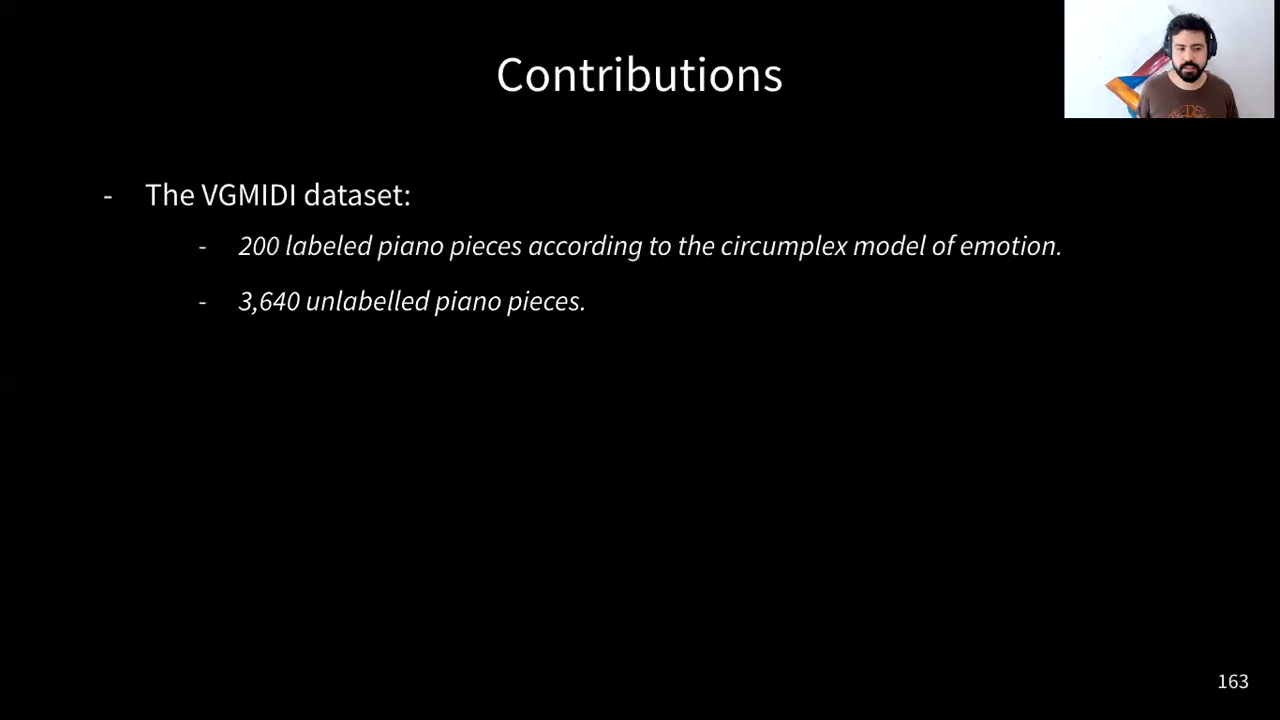 Contributions
- The VGMIDI dataset:
- 200 labeled piano pieces according to the circumplex model of emotion.
- 3,640 unlabelled piano pieces.
163